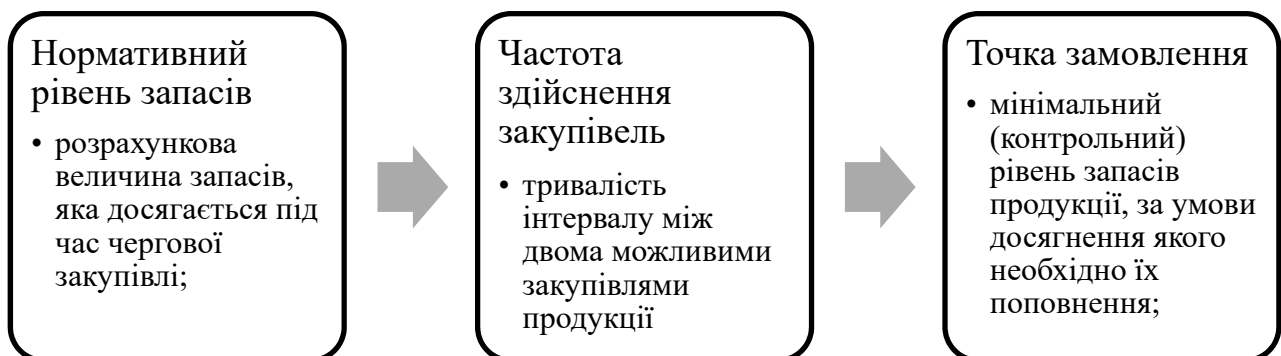 Нормативний
рівень запасів
• розрахункова
величина запасів,
яка досягається під
час чергової
закупівлі;
Частота
здійснення
закупівель
• тривалість
інтервалу між
двома можливими
закупівлями
продукції
Точка замовлення
• мінімальний
(контрольний)
рівень запасів
продукції, за умови
досягнення якого
необхідно їх
поповнення;